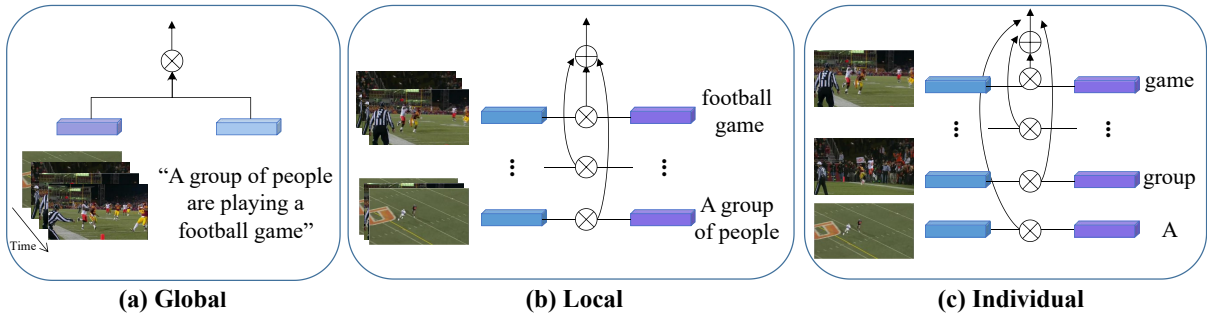 “A group of people
are playing a
football game”
Time
(a) Global
football
game
A group
of people
(b) Local
game
group
A
(c) Individual